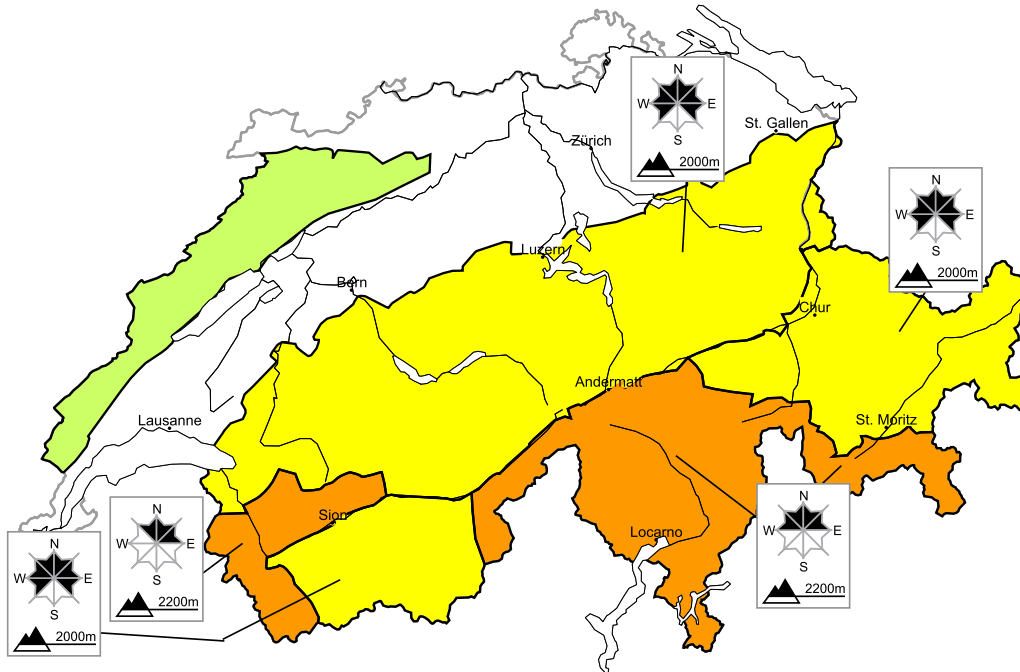 N
W E
S
2000m
St. Gallen
Zürich
N
W E
S
2000m
Luzern
Bern
Chur
Andermatt
Lausanne
St. Moritz
N
W E
S
2200m
Sion
N
W E
S
2200m
Locarno
N
W E
S
2000m